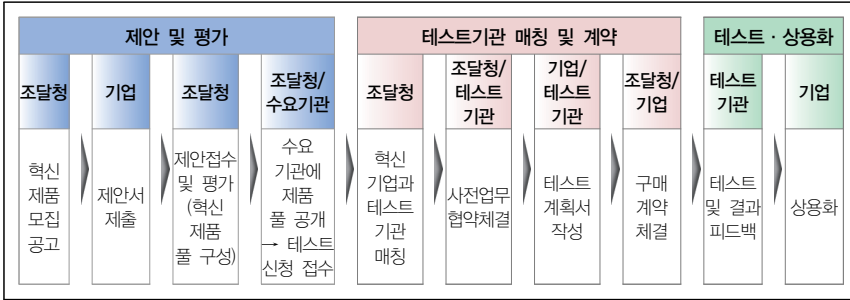 제안 및 평가
테스트기관 매칭 및 계약
테스트 · 상용화
조달청
기업
조달청
조달청/
수요기관
조달청
조달청/
테스트
기관
기업/
테스트
기관
조달청/
기업
테스트
기관
기업
혁신
제품
모집
공고
제안서
제출
제안접수
및 평가
(혁신
제품
풀 구성)
수요
기관에
제품
풀 공개
→ 테스트
신청 접수
혁신
기업과
테스트
기관
매칭
사전업무
협약체결
테스트
계획서
작성
구매
계약
체결
테스트
및 결과
피드백
상용화